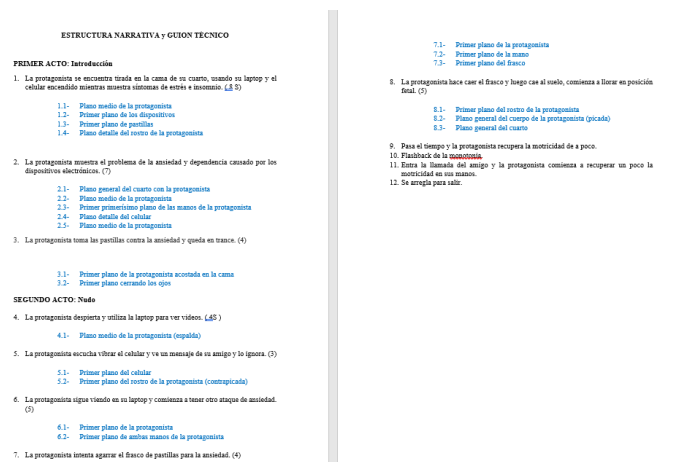 ESTRUCTURA NARRATIVA y GUION TÉCNICO
PRIMER ACTO: Introducción
1. La protagonista se encuentra tirada en la cama de su cuarto, usando su laptop y el
celular encendido mientras muestra síntomas de estrés e insomnio. (8 S)
1.1- Plano medio de la protagonista
1.2- Primer plano de los dispositivos
1.3- Primer plano de pastillas
1.4- Plano detalle del rostro de la protagonista
2. La protagonista muestra el problema de la ansiedad y dependencia causado por los
dispositivos electrónicos. (7)
2.1- Plano general del cuarto con la protagonista
2.2- Plano medio de la protagonista
2.3- Primer primerísimo plano de las manos de la protagonista
2.4- Plano detalle del celular
2.5- Plano medio de la protagonista
3. La protagonista toma las pastillas contra la ansiedad y queda en trance. (4)
3.1- Primer plano de la protagonista acostada en la cama
3.2- Primer plano cerrando los ojos
SEGUNDO ACTO: Nudo
4. La protagonista despierta y utiliza la laptop para ver videos. (4S )
4.1- Plano medio de la protagonista (espalda)
5. La protagonista escucha vibrar el celular y ve un mensaje de su amigo y lo ignora. (3)
5.1- Primer plano del celular
5.2- Primer plano del rostro de la protagonista (contrapicada)
6. La protagonista sigue viendo en su laptop y comienza a tener otro ataque de ansiedad.
(5)
6.1- Primer plano de la protagonista
6.2- Primer plano de ambas manos de la protagonista
7. La protagonista intenta agarrar el frasco de pastillas para la ansiedad. (4)
7.1- Primer plano de la protagonista
7.2- Primer plano de la mano
7.3- Primer plano del frasco
8. La protagonista hace caer el frasco y luego cae al suelo, comienza a llorar en posición
fetal. (5)
8.1- Primer plano del rostro de la protagonista
8.2- Plano general del cuerpo de la protagonista (picada)
8.3- Plano general del cuarto
9. Pasa el tiempo y la protagonista recupera la motricidad de a poco.
10. Flashback de la monotonía.
11. Entra la llamada del amigo y la protagonista comienza a recuperar un poco la
motricidad en sus manos.
12. Se arregla para salir.